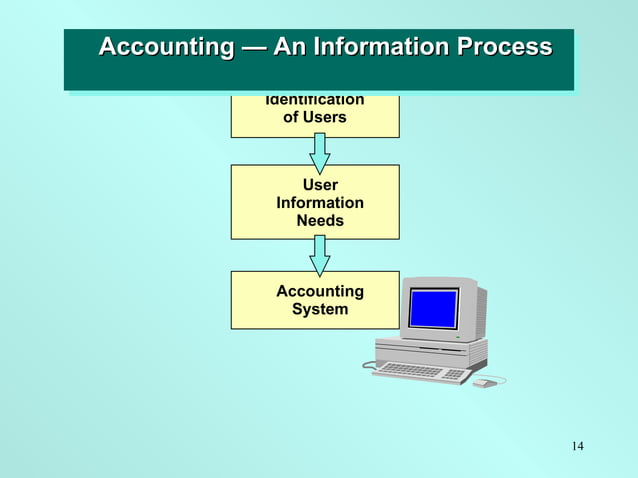 Accounting — An Information Process
Identification
of Users
User
Information
Needs
Accounting
System
14